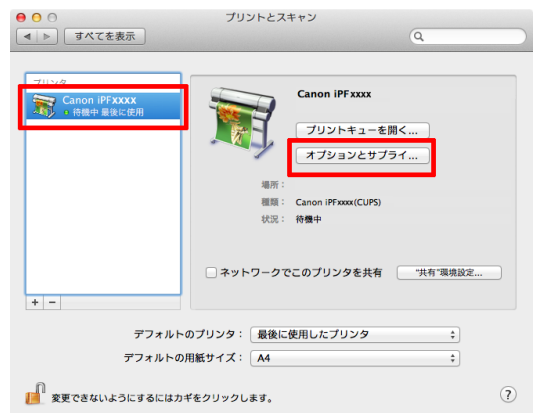 プリントとスキャン
すべてを表示
プリンタ
Canon iPFxxxx
待機中 最後に使用
Canon iPFxxxx
プリントキューを開く...
オプションとサプライ...
場所：
種類： Canon iPFxxxx(CUPS)
状況： 待機中
ネットワークでこのプリンタを共有
"共有"環境設定...
+ −
デフォルトのプリンタ： 最後に使用したプリンタ
デフォルトの用紙サイズ： A4
変更できないようにするにはカギをクリックします。
?